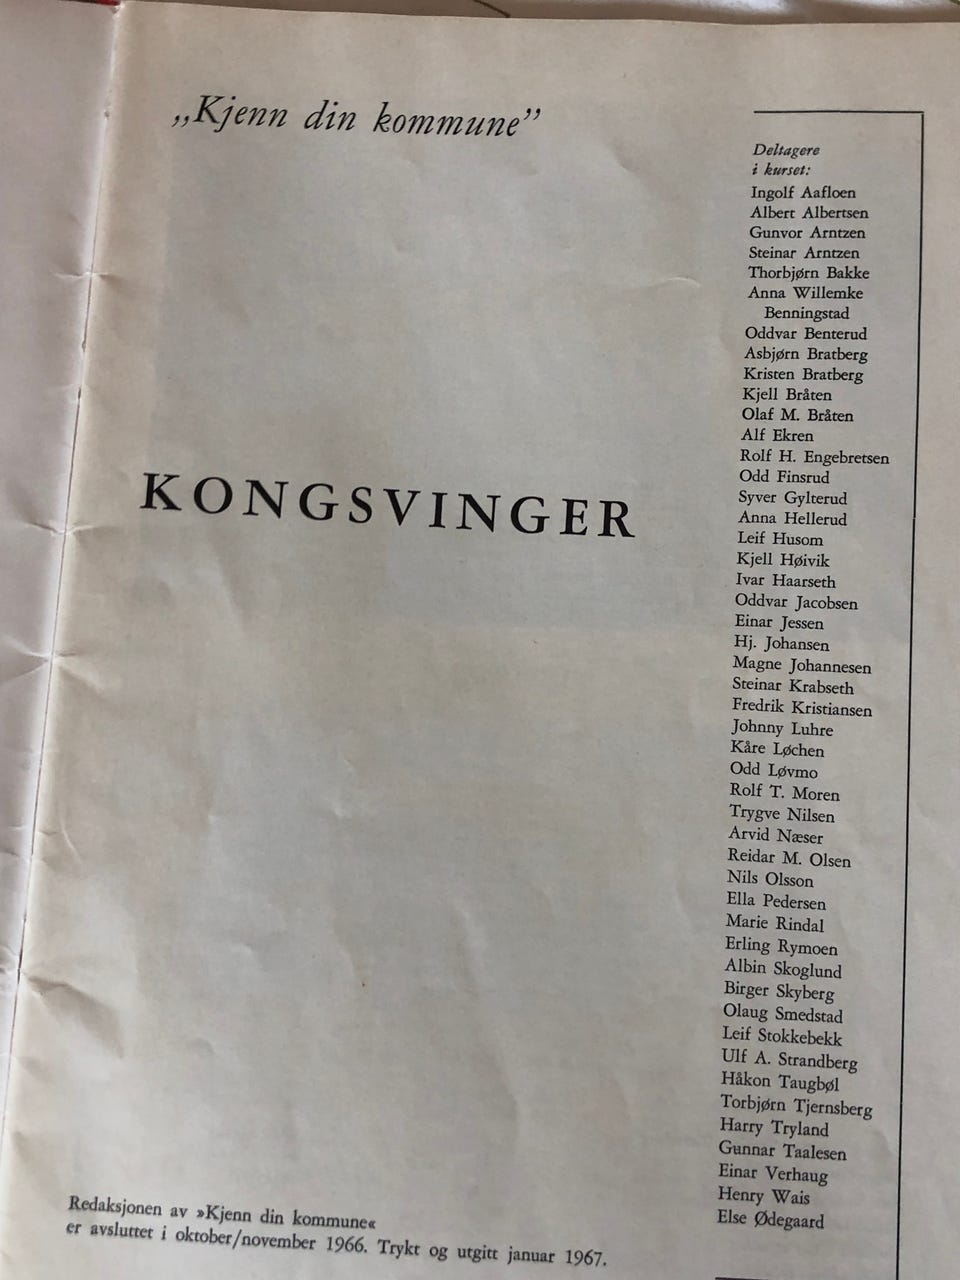 „Kjenn din kommune”
KONGSVINGER
Deltagere
i kurset:
Ingolf Aafloen
Albert Albertsen
Gunvor Arntzen
Steinar Arntzen
Thorbjørn Bakke
Anna Willemke
Benningstad
Oddvar Benterud
Asbjørn Bratberg
Kristen Bratberg
Kjell Bråten
Olaf M. Bråten
Alf Ekren
Rolf H. Engebretsen
Odd Finsrud
Syver Gylterud
Anna Hellerud
Leif Husom
Kjell Høivik
Ivar Haarseth
Oddvar Jacobsen
Einar Jessen
Hj. Johansen
Magne Johannesen
Steinar Krabseth
Fredrik Kristiansen
Johnny Luhre
Kåre Løchen
Odd Løvmo
Rolf T. Moren
Trygve Nilsen
Arvid Næser
Reidar M. Olsen
Nils Olsson
Ella Pedersen
Marie Rindal
Erling Rymoen
Albin Skoglund
Birger Skyberg
Olaug Smedstad
Leif Stokkebekk
Ulf A. Strandberg
Håkon Taugbøl
Torbjørn Tjernsberg
Harry Tryland
Gunnar Taalesen
Einar Verhaug
Henry Wais
Else Ødegaard
Redaksjonen av »Kjenn din kommune«
er avsluttet i oktober/november 1966. Trykt og utgitt januar 1967.